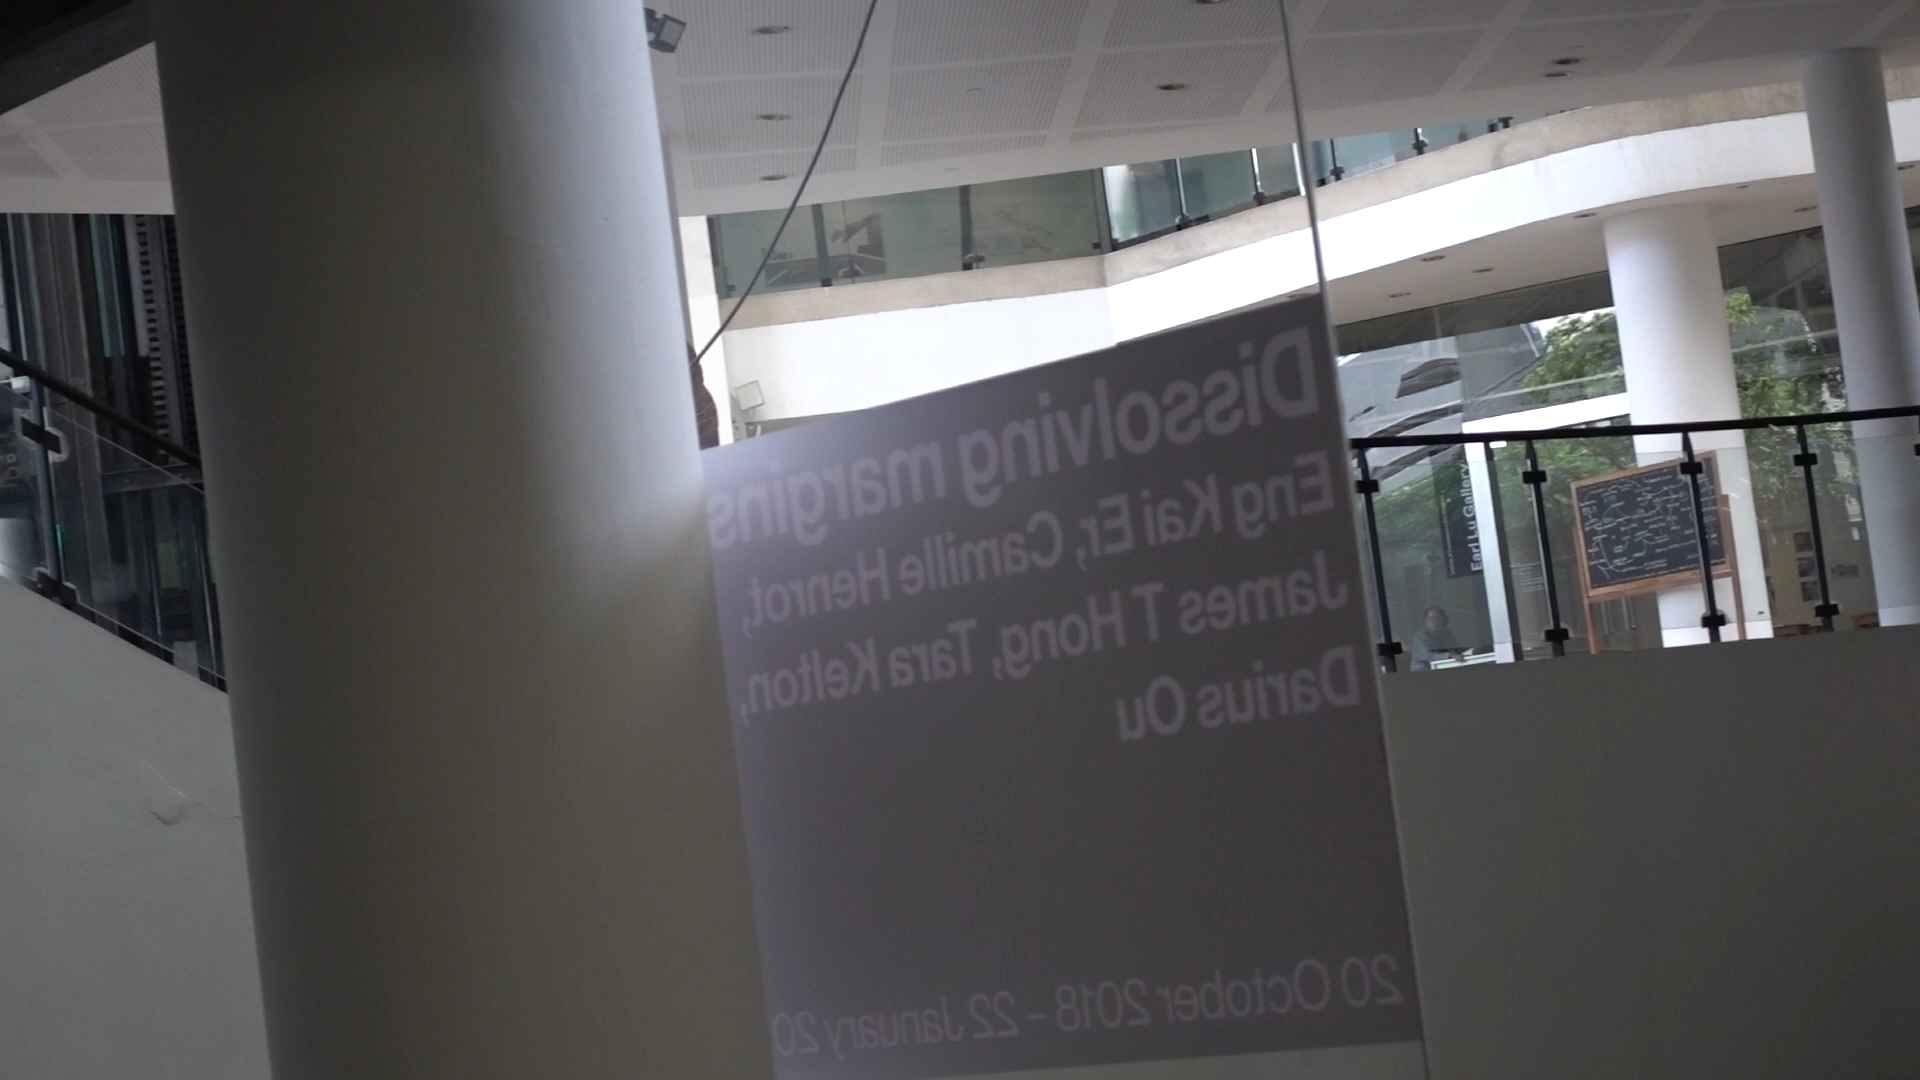 Dissolving margins
Eng Kai Er, Camille Henrot,
James T Hong, Tara Kelton,
Darius Ou
20 October 2018 – 22 January 20
Earl Lu Gallery